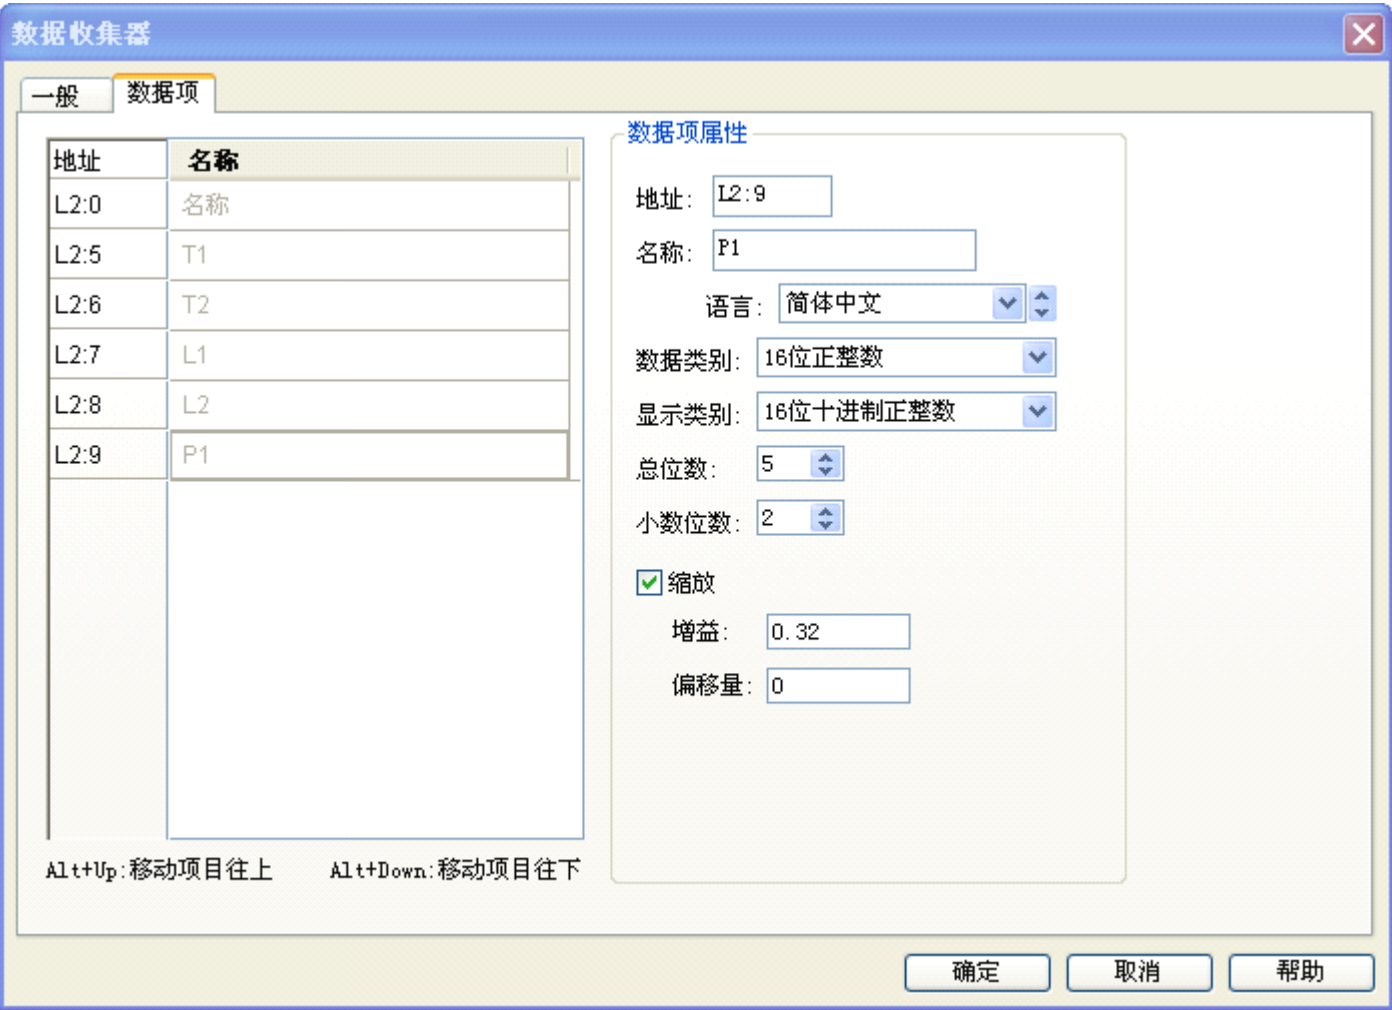 数据收集器
一般 数据项
地址 名称
L2:0 名称
L2:5 T1
L2:6 T2
L2:7 L1
L2:8 L2
L2:9 P1
Alt+Up:移动项目往上 Alt+Down:移动项目往下
数据项属性
地址: L2:9
名称: P1
语言: 简体中文
数据类别: 16位正整数
显示类别: 16位十进制正整数
总位数: 5
小数位数: 2
缩放
增益: 0.32
偏移量: 0
确定 取消 帮助